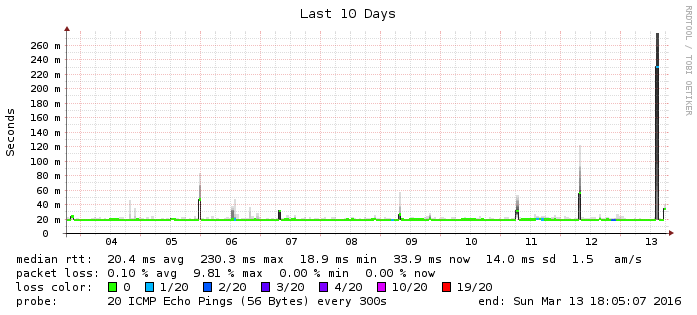 Last 10 Days
RRDTOOL / TOBI OETIKER
Seconds
260 m
240 m
220 m
200 m
180 m
160 m
140 m
120 m
100 m
80 m
60 m
40 m
20 m
0
04 05 06 07 08 09 10 11 12 13
median rtt: 20.4 ms avg 230.3 ms max 18.9 ms min 33.9 ms now 14.0 ms sd 1.5 am/s
packet loss: 0.10 % avg 9.81 % max 0.00 % min 0.00 % now
loss color: 0 1/20 2/20 3/20 4/20 10/20 19/20
probe: 20 ICMP Echo Pings (56 Bytes) every 300s end: Sun Mar 13 18:05:07 2016